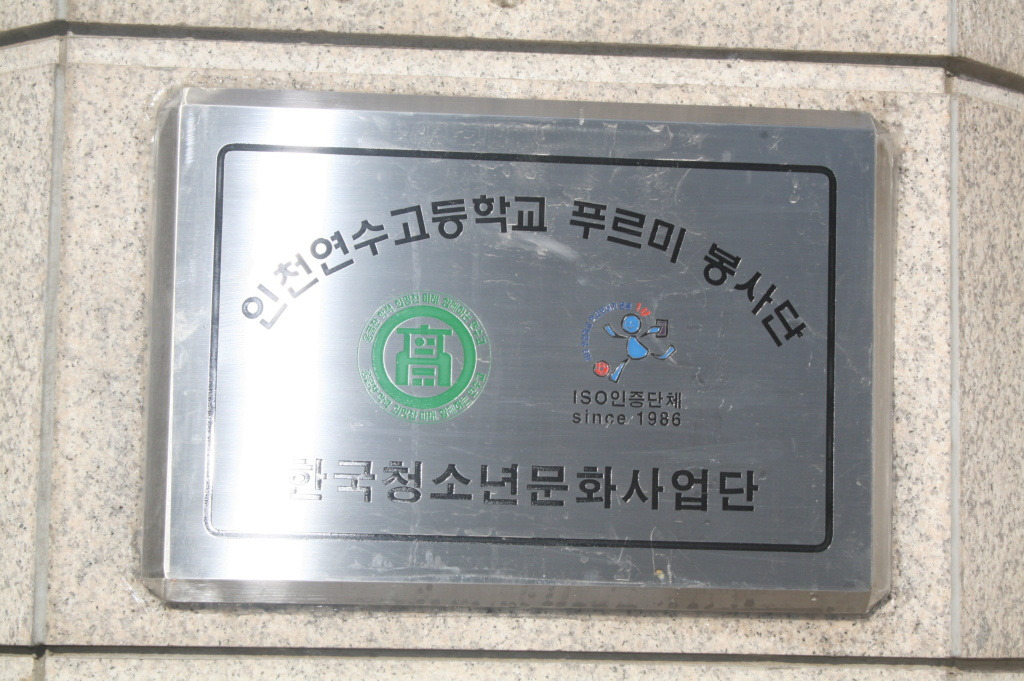 인천연수고등학교 푸르미 봉사단
高
ISO인증단체
since 1986
한국청소년문화사업단